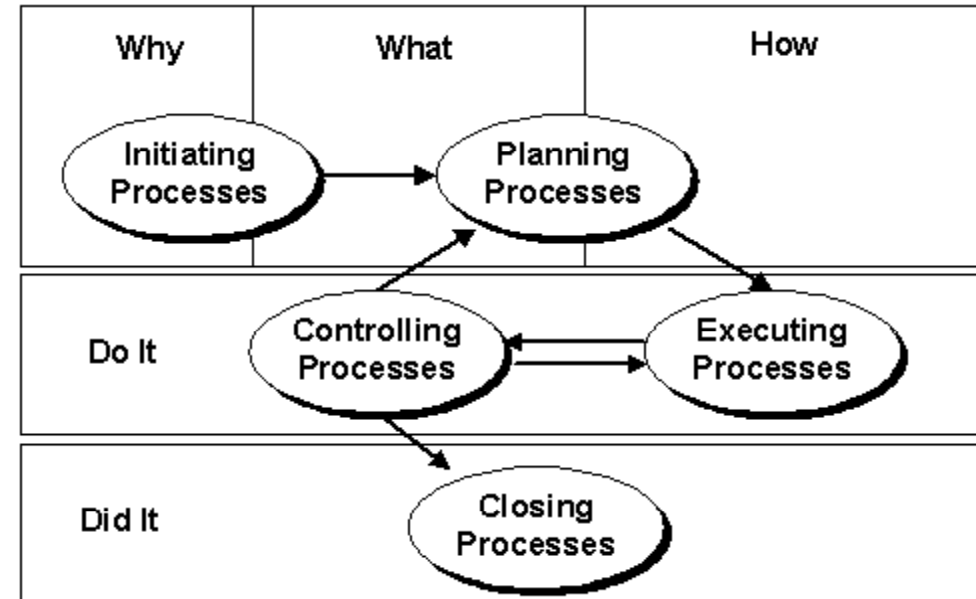 Why
What
How
Initiating
Processes
Planning
Processes
Do It
Controlling
Processes
Executing
Processes
Did It
Closing
Processes